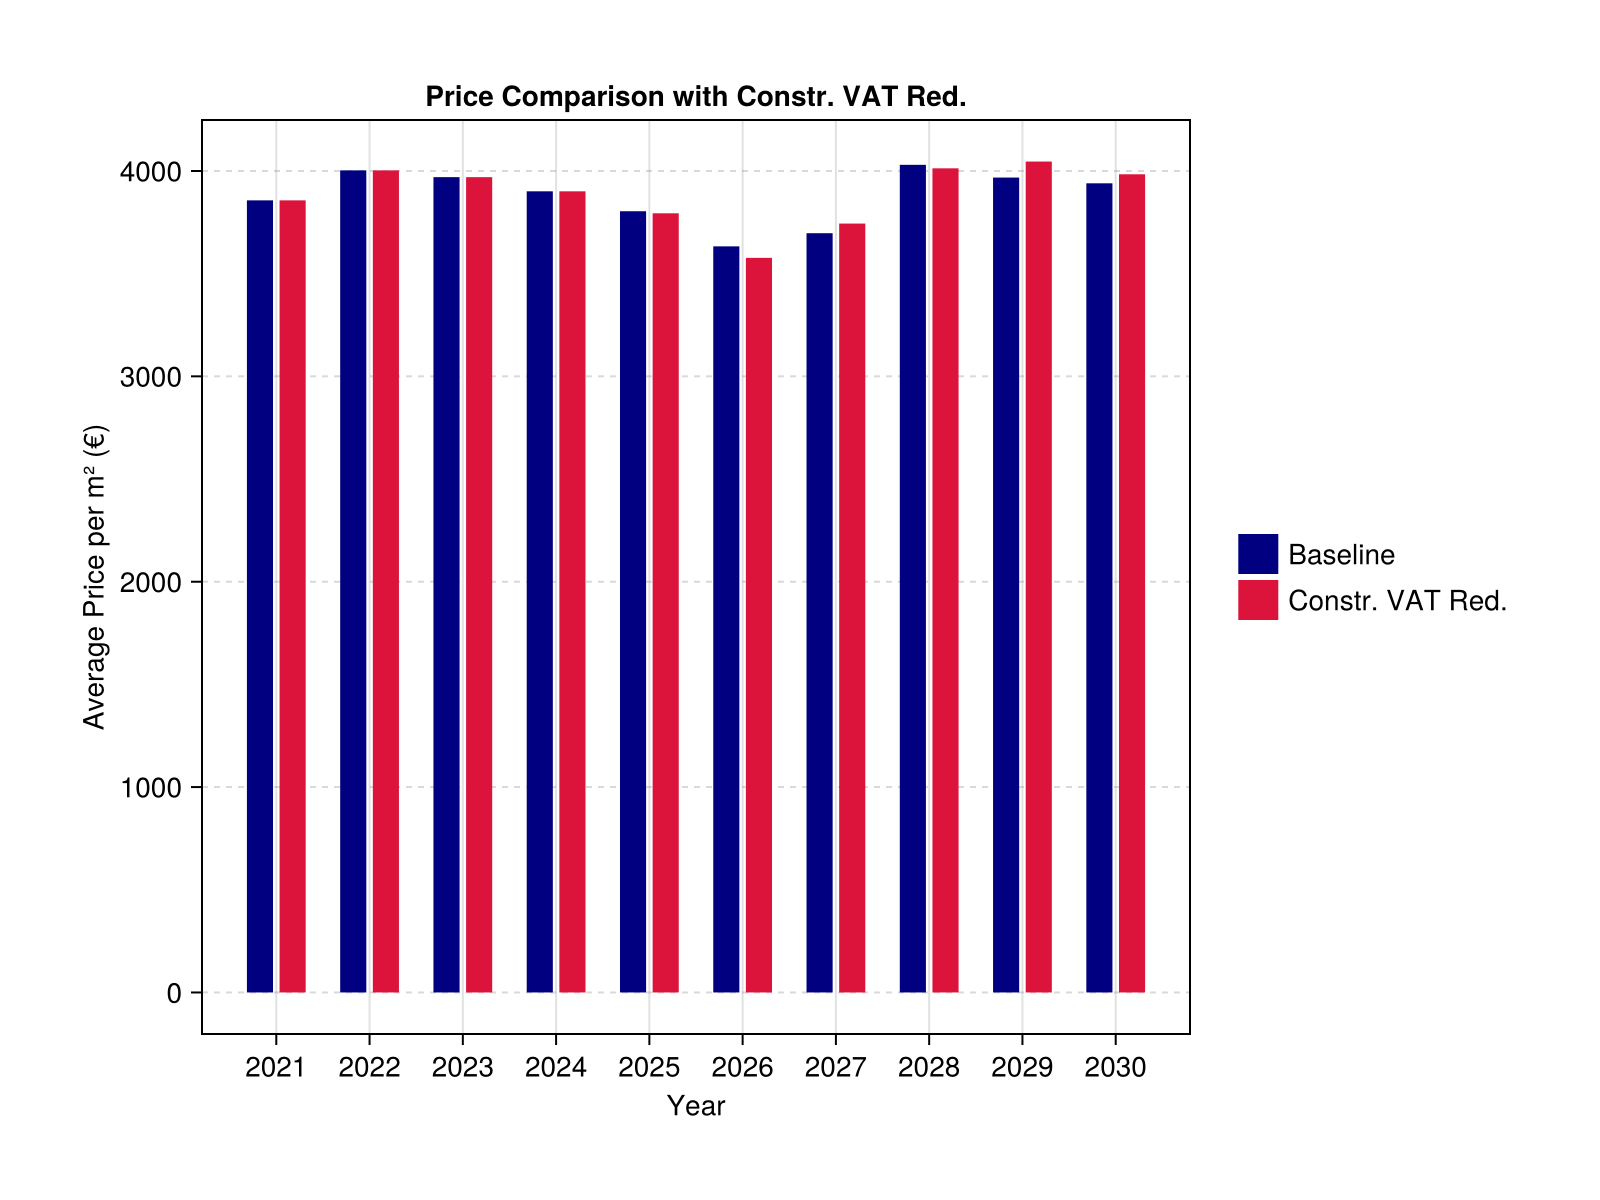 Price Comparison with Constr. VAT Red.
4000
3000
2000
1000
0
Average Price per m² (€)
2021 2022 2023 2024 2025 2026 2027 2028 2029 2030
Year
Baseline
Constr. VAT Red.